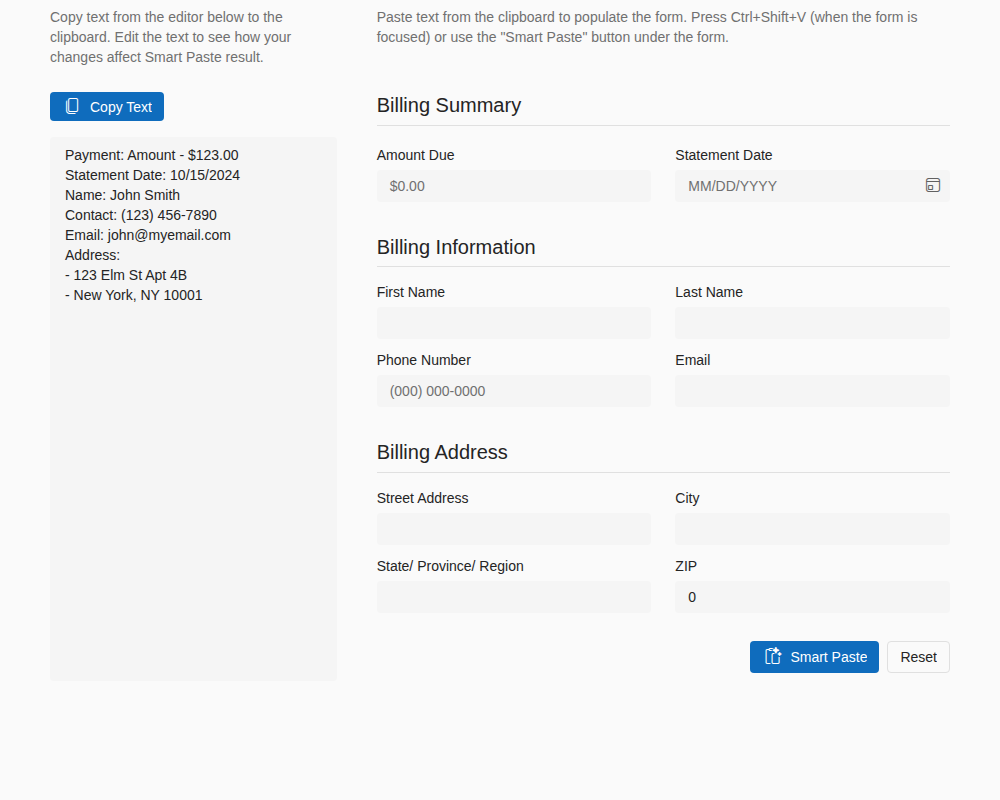 Copy text from the editor below to the
clipboard. Edit the text to see how your
changes affect Smart Paste result.
Copy Text
Payment: Amount - $123.00
Statement Date: 10/15/2024
Name: John Smith
Contact: (123) 456-7890
Email: john@myemail.com
Address:
- 123 Elm St Apt 4B
- New York, NY 10001
Paste text from the clipboard to populate the form. Press Ctrl+Shift+V (when the form is
focused) or use the "Smart Paste" button under the form.
Billing Summary
Amount Due
$0.00
Statement Date
MM/DD/YYYY
Billing Information
First Name
Last Name
Phone Number
(000) 000-0000
Email
Billing Address
Street Address
City
State/ Province/ Region
ZIP
0
Smart Paste
Reset